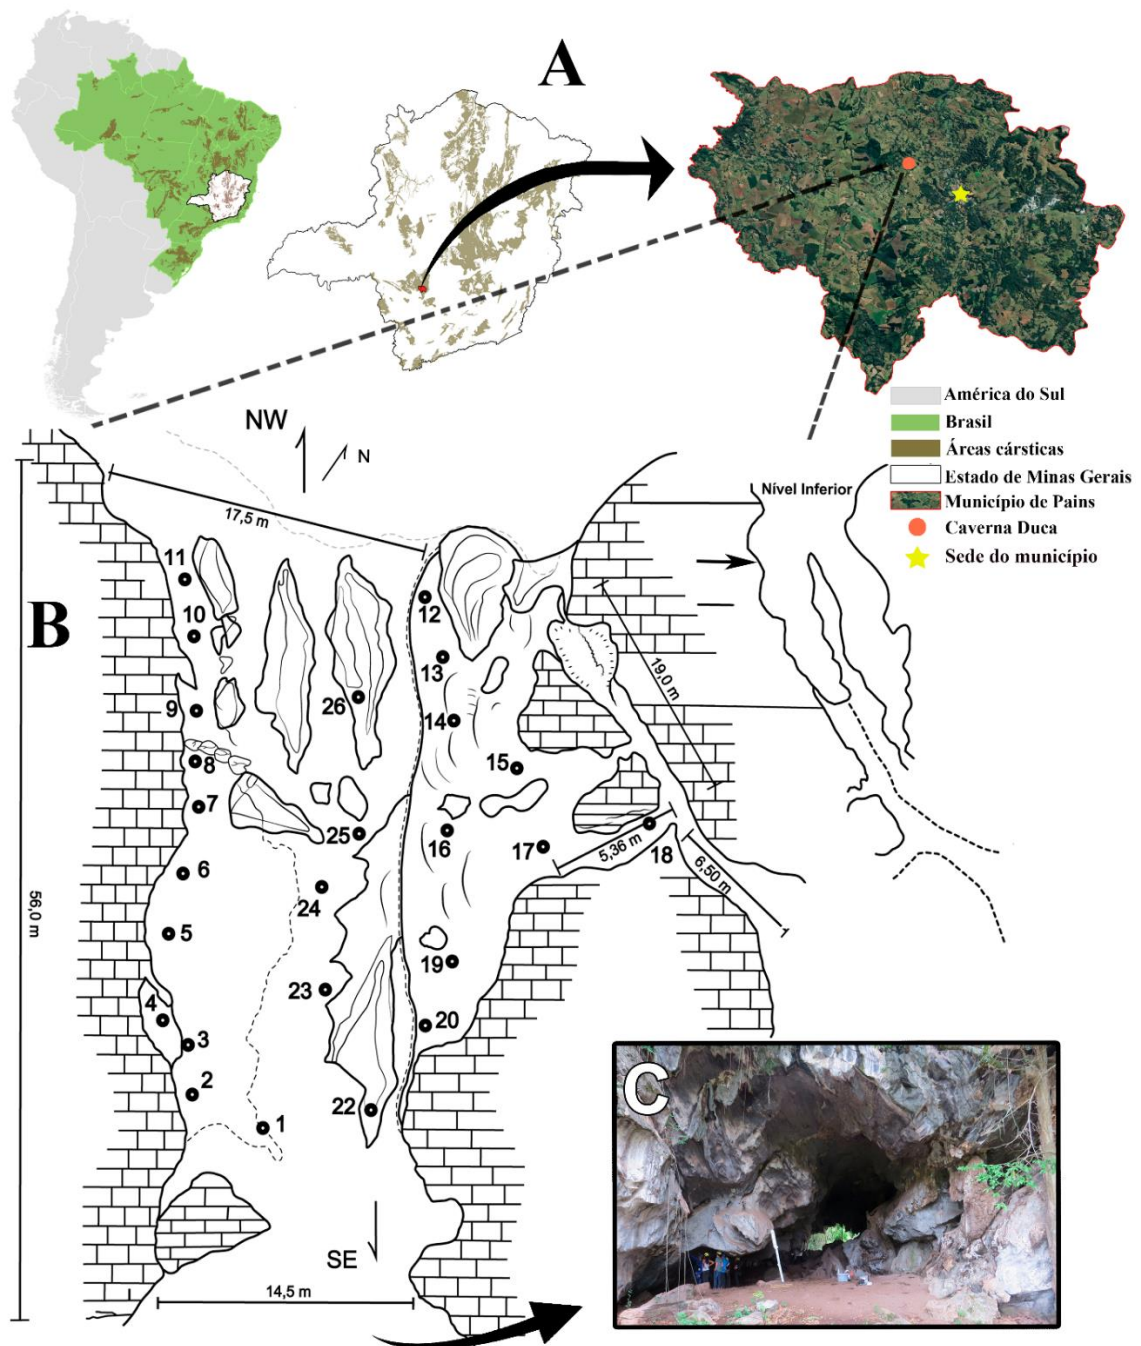 A
América do Sul
Brasil
Árcas cársticas
Estado de Minas Gerais
Município de Pains
Caverna Duca
Sede do município
NW
N
Nível Inferior
17,5 m
11
10
B
9
8
7
6
5
4
3
2
1
12
13
14
15
16
17
18
19
20
22
23
24
25
26
19,0 m
5,36 m
6,50 m
56,0 m
SE
14,5 m
C